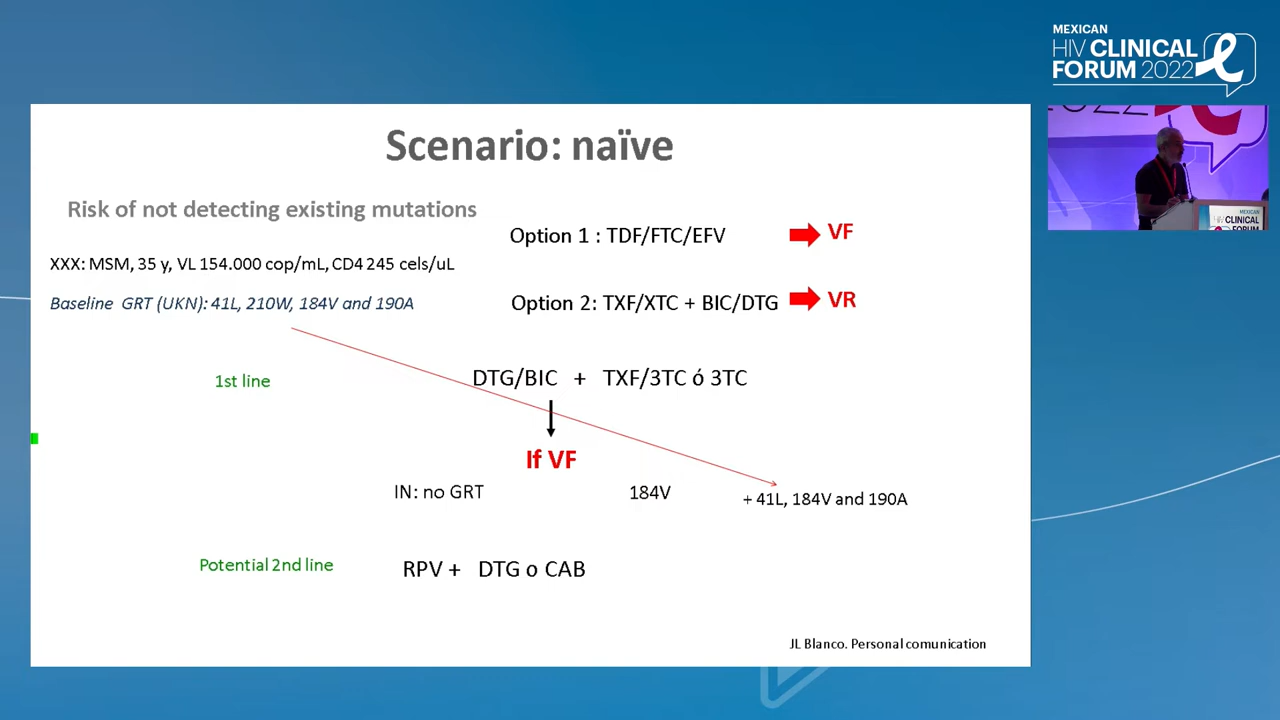 MEXICAN
HIV CLINICAL
FORUM 2022
Scenario: naïve
Risk of not detecting existing mutations
XXX: MSM, 35 y, VL 154.000 cop/mL, CD4 245 cels/uL
Baseline GRT (UKN): 41L, 210W, 184V and 190A
Option 1 : TDF/FTC/EFV
VF
Option 2: TXF/XTC + BIC/DTG
VR
1st line
DTG/BIC + TXF/3TC ó 3TC
If VF
IN: no GRT
184V
+ 41L, 184V and 190A
Potential 2nd line
RPV + DTG o CAB
JL Blanco. Personal comunication
2022